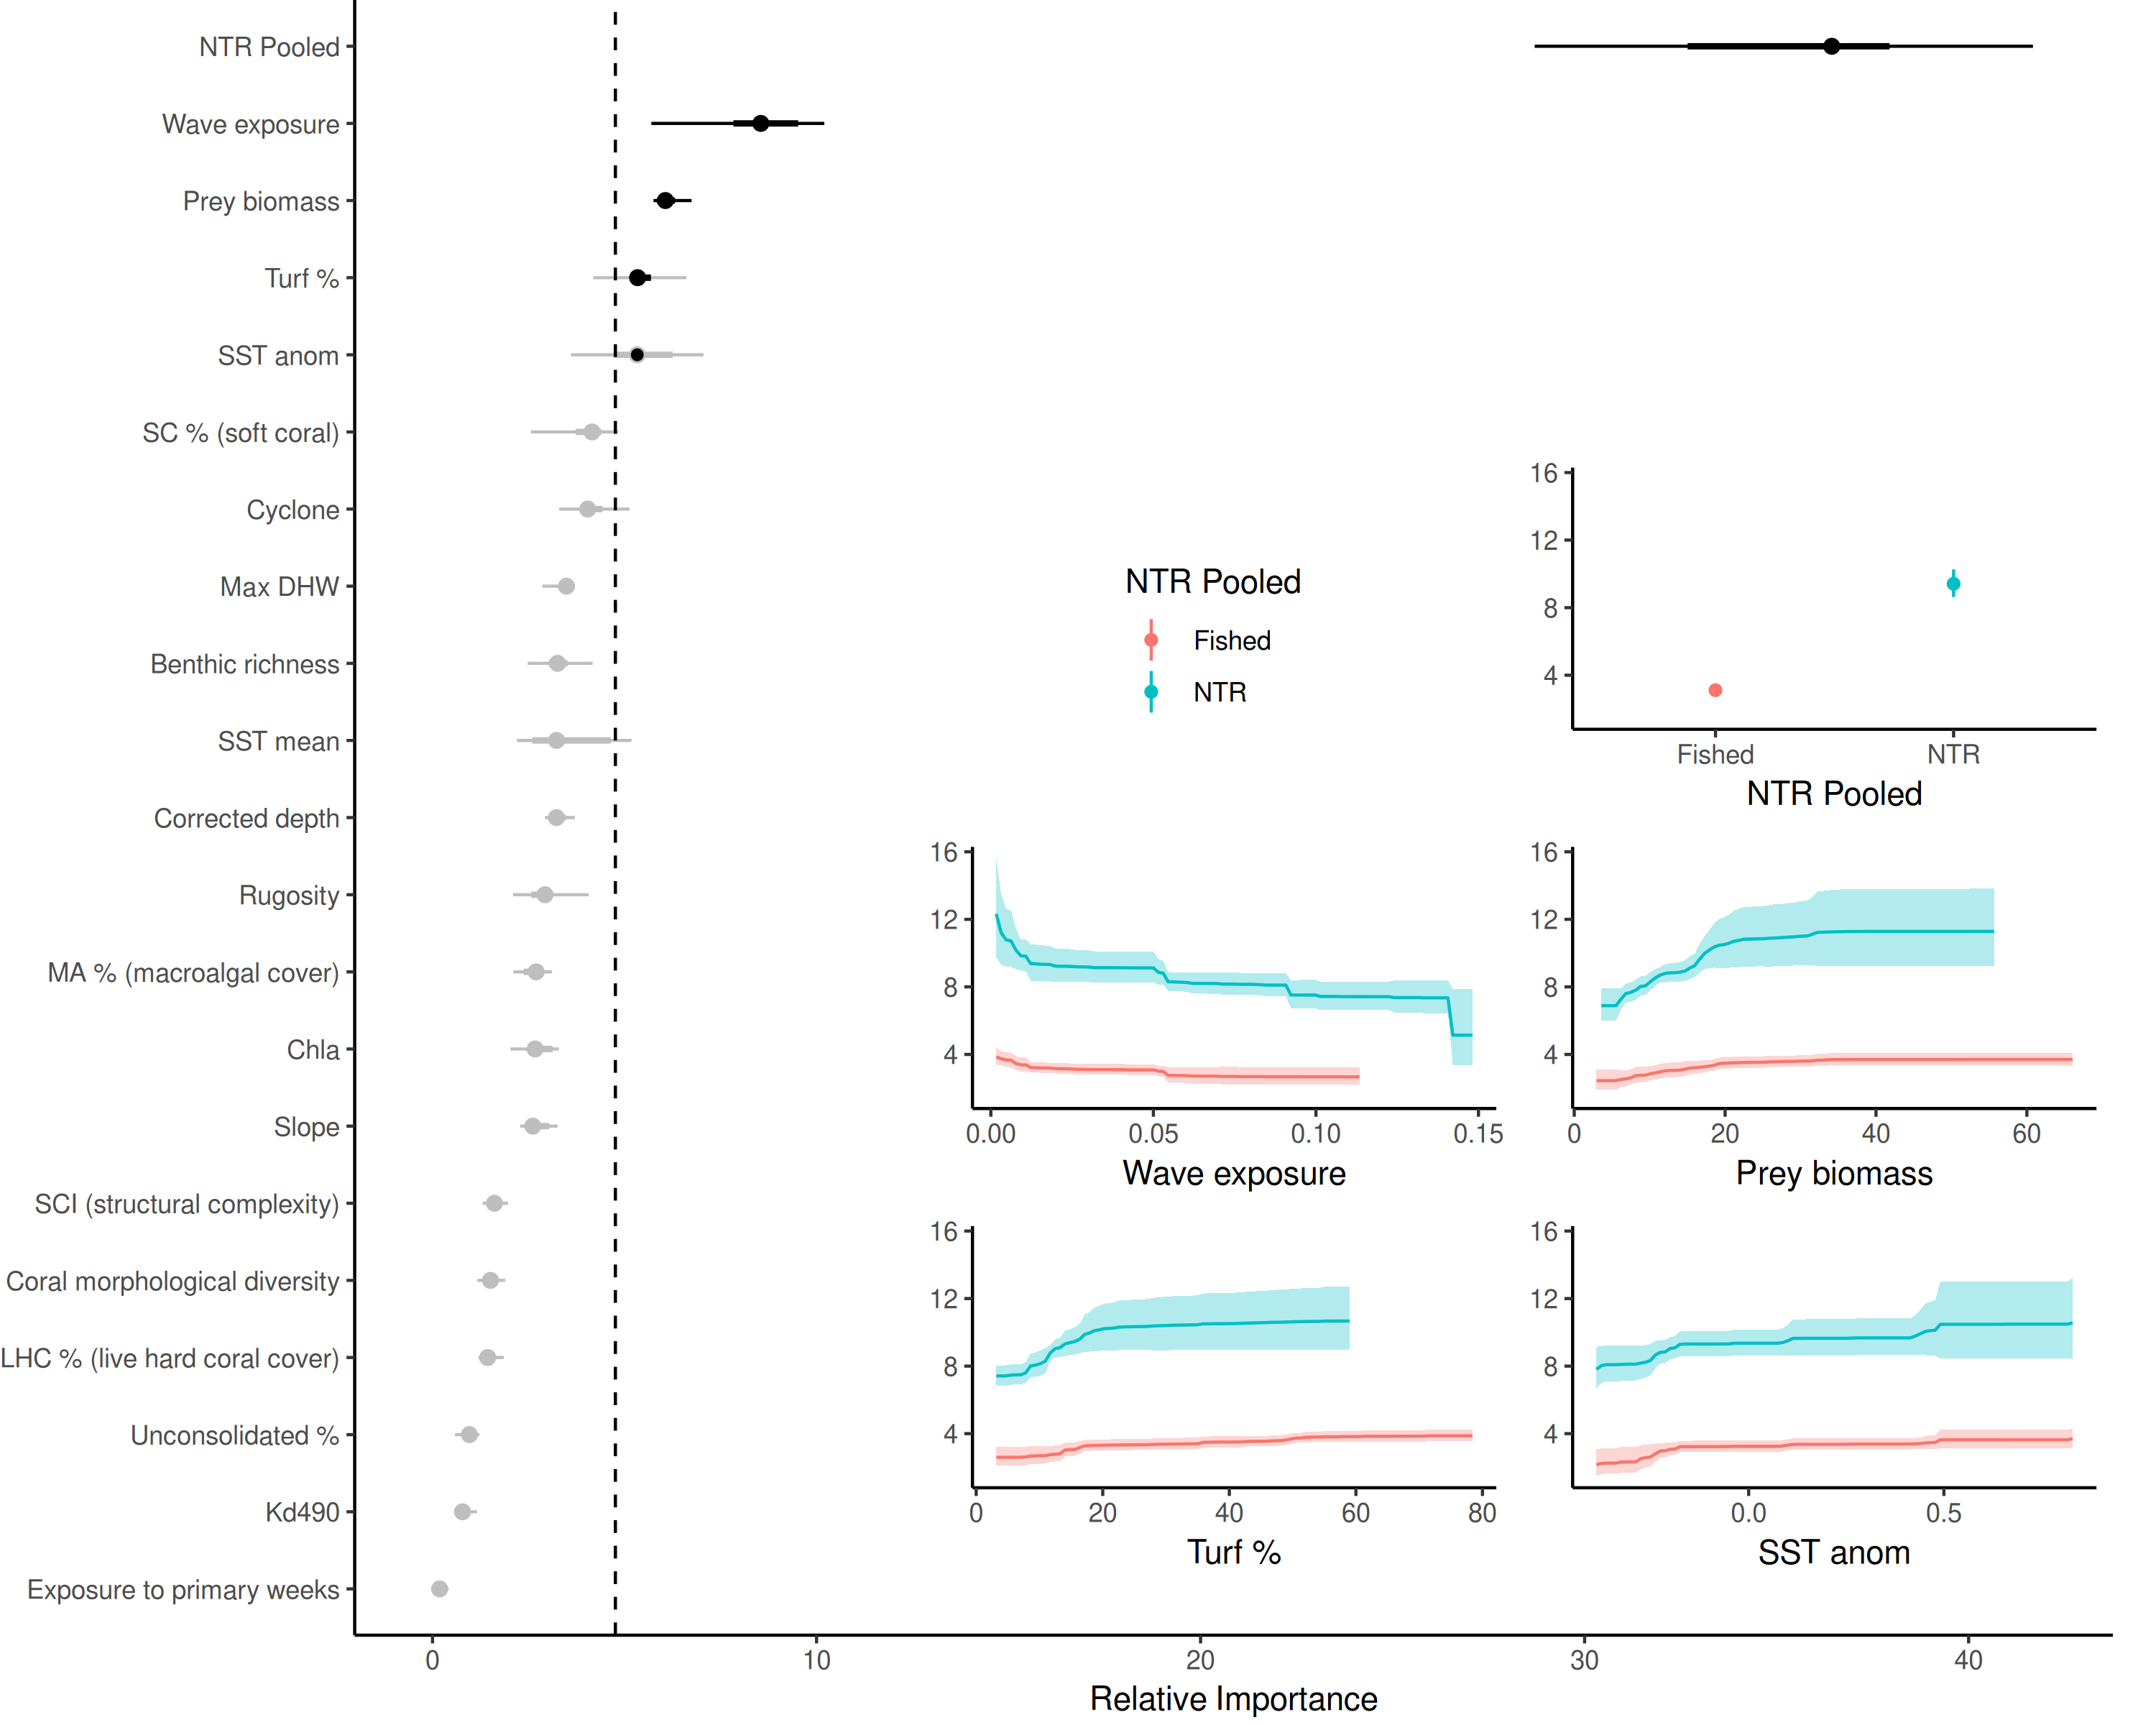 NTR Pooled
Wave exposure
Prey biomass
Turf %
SST anom
SC % (soft coral)
Cyclone
Max DHW
Benthic richness
SST mean
Corrected depth
Rugosity
MA % (macroalgal cover)
Chla
Slope
SCI (structural complexity)
Coral morphological diversity
LHC % (live hard coral cover)
Unconsolidated %
Kd490
Exposure to primary weeks
0 10 20 30 40
Relative Importance
NTR Pooled
Fished
NTR
16
12
8
4
Fished NTR
NTR Pooled
16
12
8
4
0.00 0.05 0.10 0.15
Wave exposure
16
12
8
4
0 20 40 60
Prey biomass
16
12
8
4
0 20 40 60 80
Turf %
16
12
8
4
0.0 0.5
SST anom